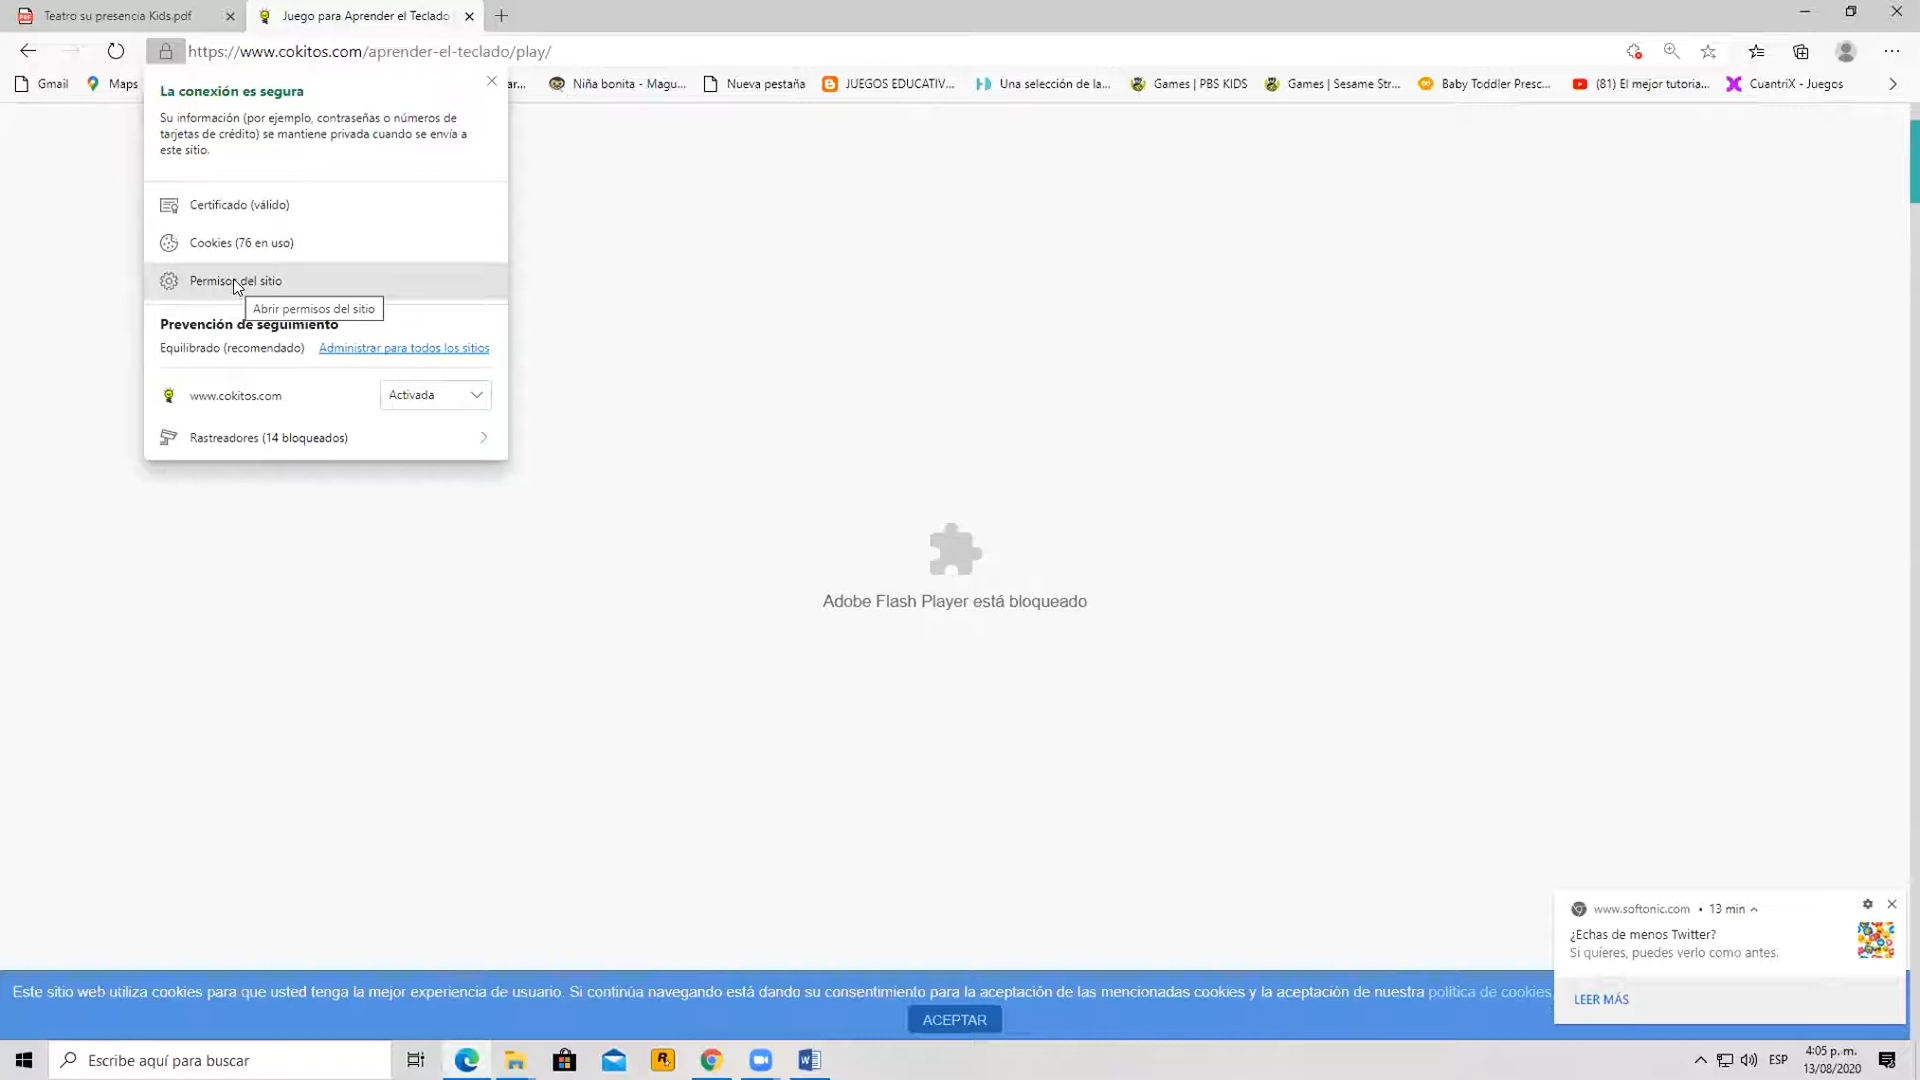 Teatro su presencia Kids.pdf
Juego para Aprender el Teclado
https://www.cokitos.com/aprender-el-teclado/play/
Gmail
Maps
ar...
Niña bonita - Magu...
Nueva pestaña
JUEGOS EDUCATIV...
Una selección de la...
Games | PBS KIDS
Games | Sesame Str...
Baby Toddler Presc...
(81) El mejor tutoria...
CuantriX - Juegos
La conexión es segura
Su información (por ejemplo, contraseñas o números de
tarjetas de crédito) se mantiene privada cuando se envía a
este sitio.
Certificado (válido)
Cookies (76 en uso)
Permisos del sitio
Abrir permisos del sitio
Prevención de seguimiento
Equilibrado (recomendado) Administrar para todos los sitios
www.cokitos.com
Activada
Rastreadores (14 bloqueados)
Adobe Flash Player está bloqueado
www.softonic.com • 13 min
¿Echas de menos Twitter?
Si quieres, puedes verlo como antes.
LEER MÁS
Este sitio web utiliza cookies para que usted tenga la mejor experiencia de usuario. Si continúa navegando está dando su consentimiento para la aceptación de las mencionadas cookies y la aceptación de nuestra política de cookies
ACEPTAR
Escribe aquí para buscar
ESP
4:05 p. m.
13/08/2020